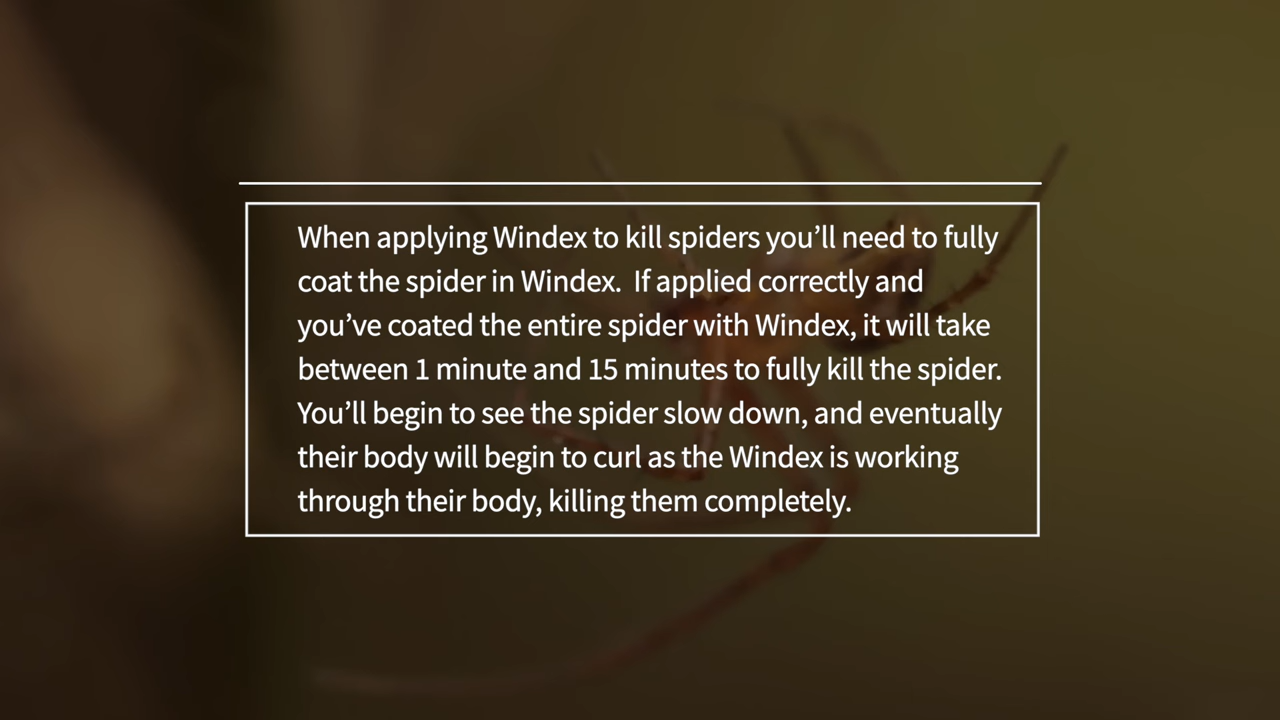 When applying Windex to kill spiders you’ll need to fully
coat the spider in Windex.  If applied correctly and
you’ve coated the entire spider with Windex, it will take
between 1 minute and 15 minutes to fully kill the spider.
You’ll begin to see the spider slow down, and eventually
their body will begin to curl as the Windex is working
through their body, killing them completely.